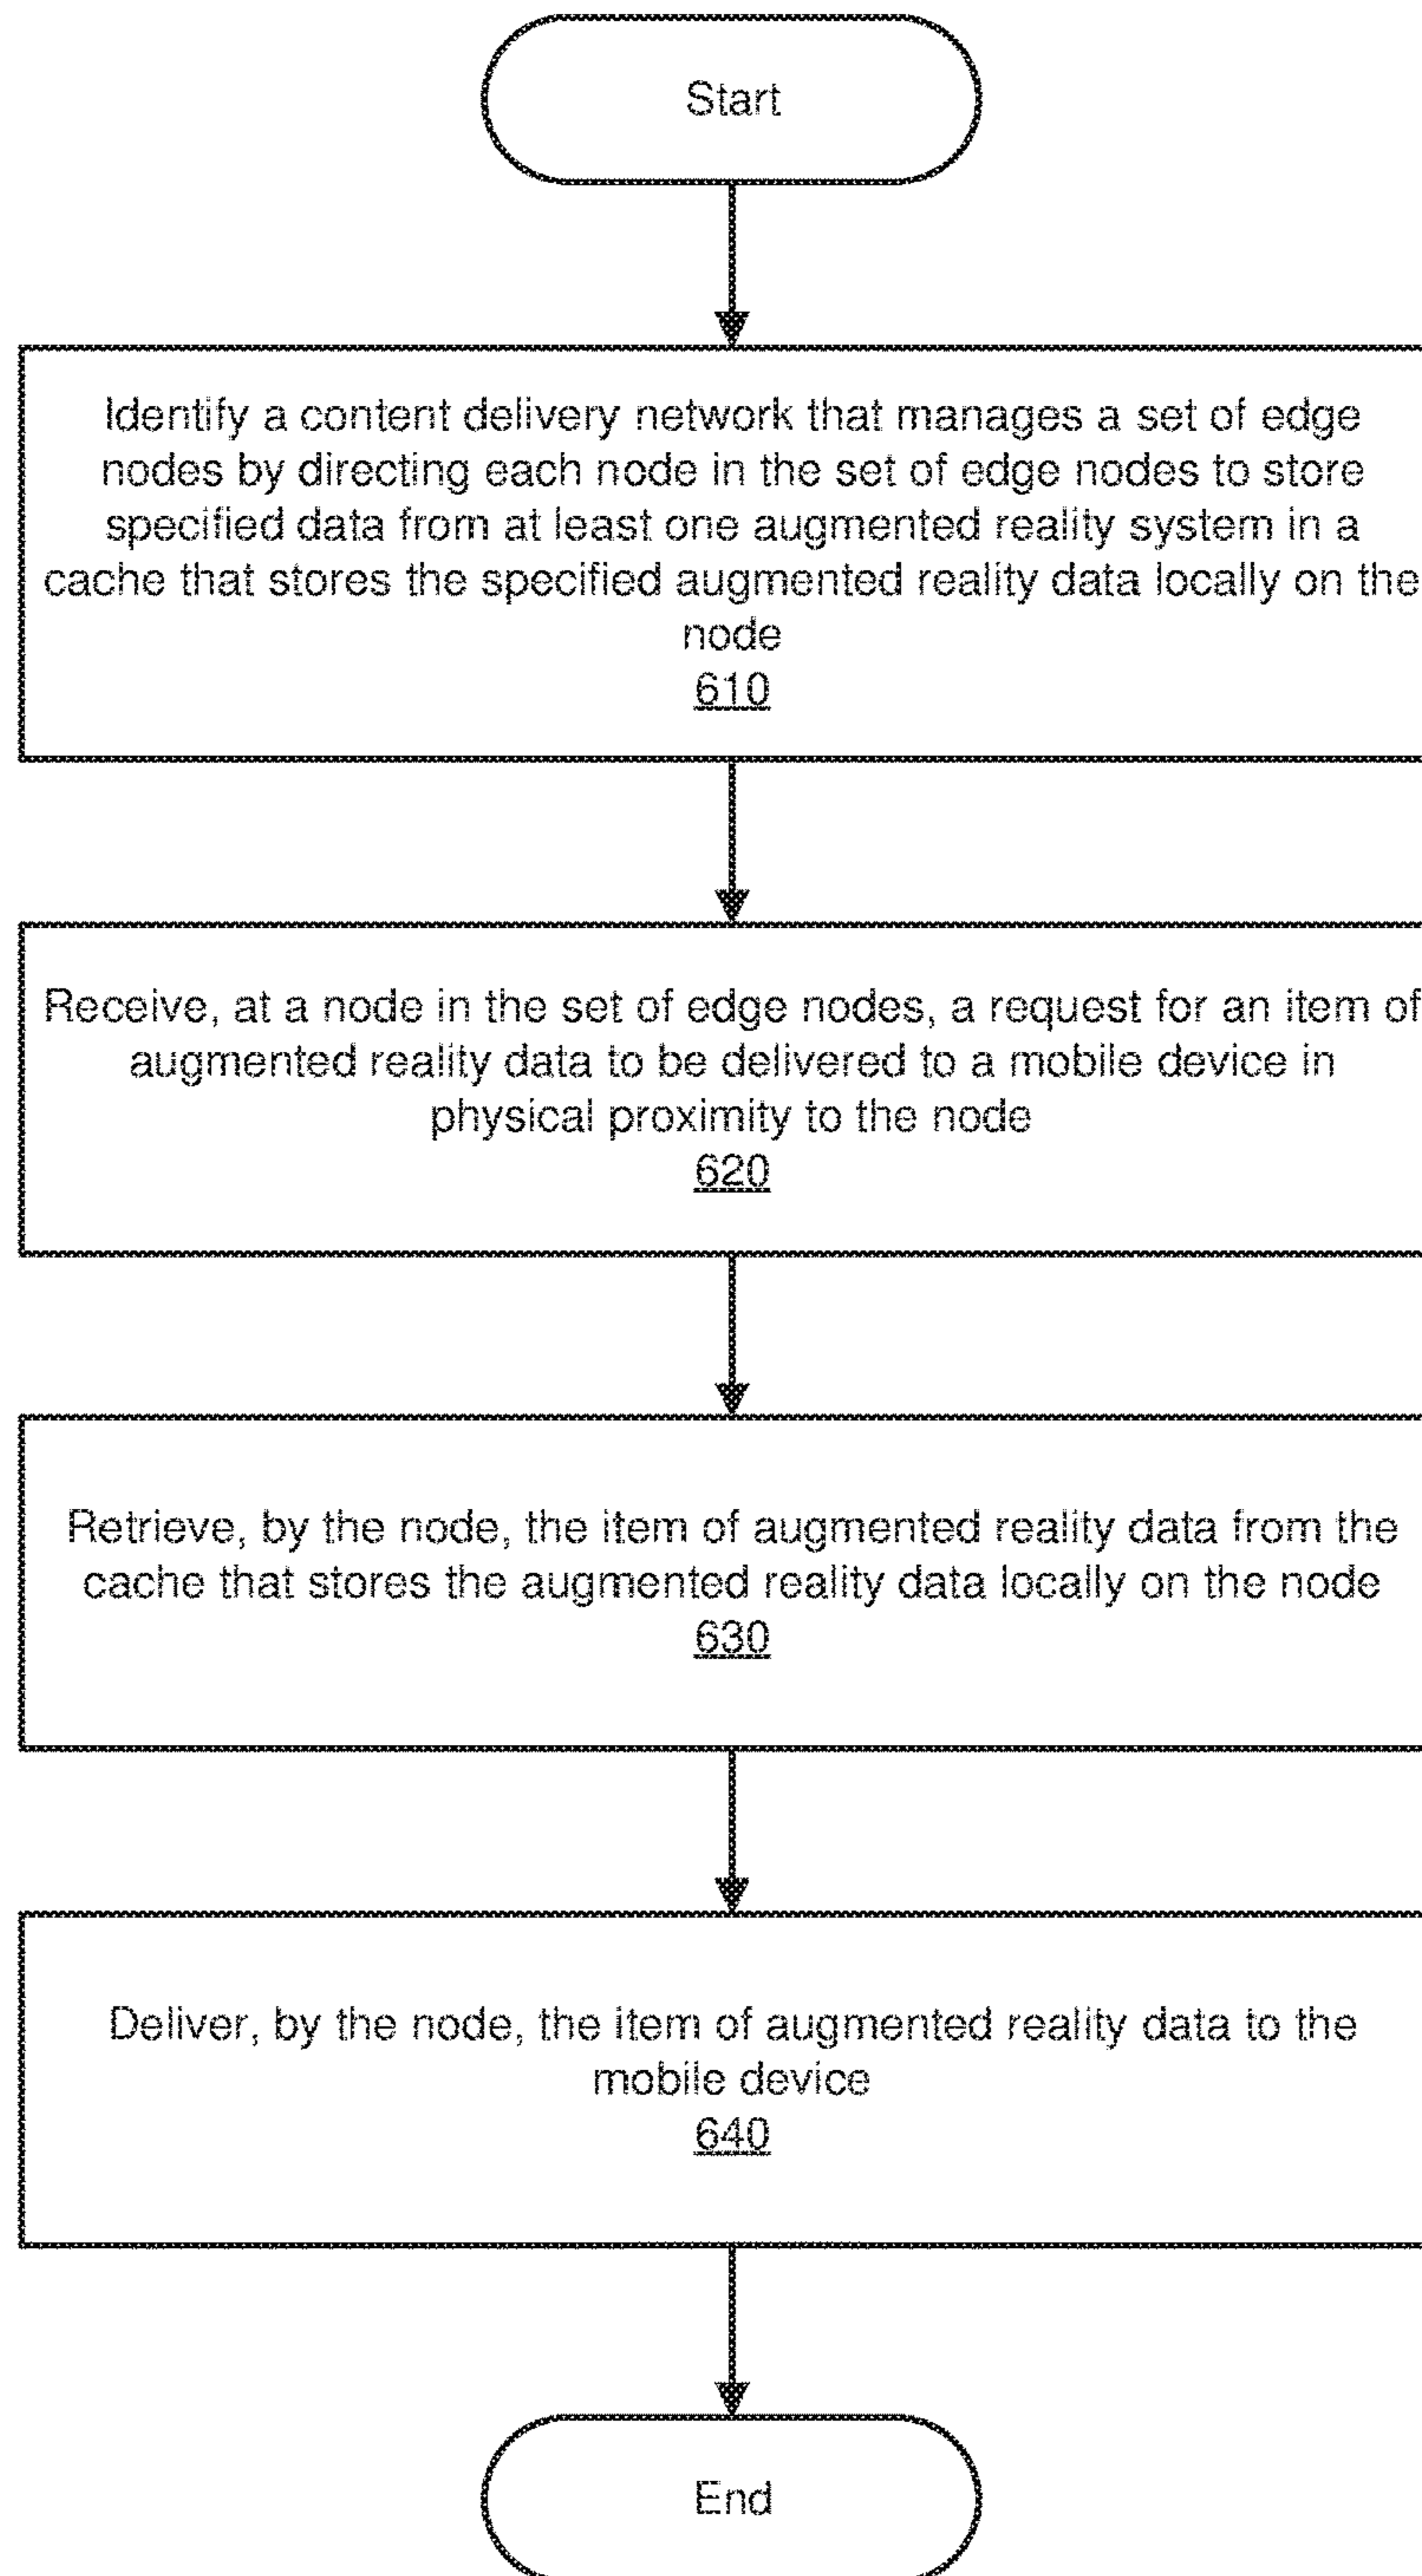 Start
Identify a content delivery network that manages a set of edge
nodes by directing each node in the set of edge nodes to store
specified data from at least one augmented reality system in a
cache that stores the specified augmented reality data locally on the
node
610
Receive, at a node in the set of edge nodes, a request for an item of
augmented reality data to be delivered to a mobile device in
physical proximity to the node
620
Retrieve, by the node, the item of augmented reality data from the
cache that stores the augmented reality data locally on the node
630
Deliver, by the node, the item of augmented reality data to the
mobile device
640
End